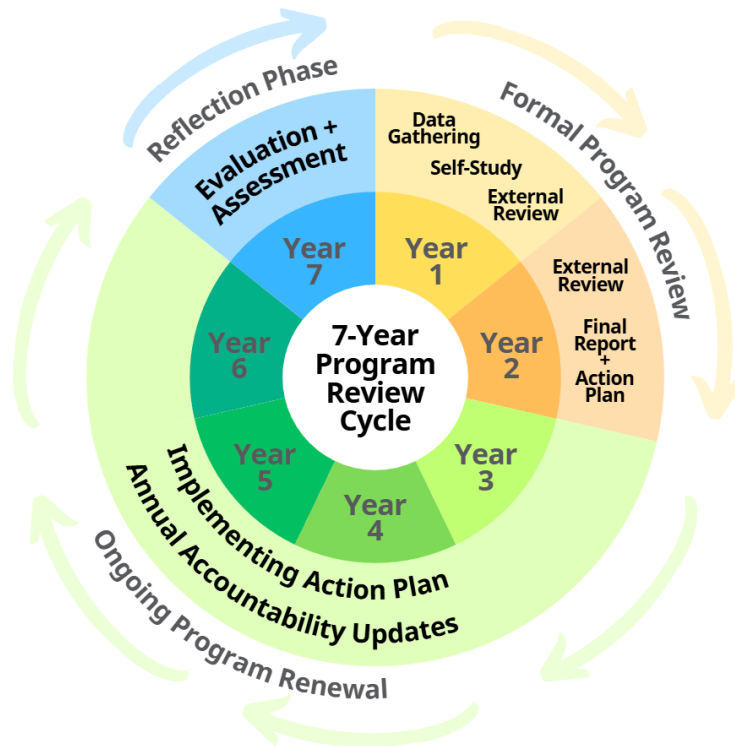 7-Year
Program
Review
Cycle
Formal Program Review
Data
Gathering
Self-Study
External
Review
Year
1
External
Review
Final
Report
+
Action
Plan
Year
2
Year
3
Year
4
Year
5
Year
6
Implementing Action Plan
Annual Accountability Updates
Ongoing Program Renewal
Reflection Phase
Evaluation +
Assessment
Year
7